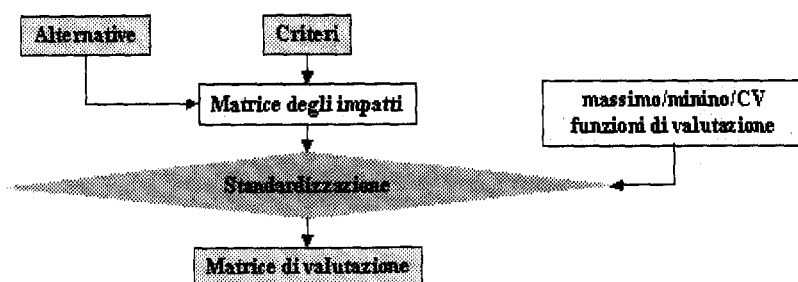 Alternative
Criteri
Matrice degli impatti
massimo/minino/CV
funzioni di valutazione
Standardizzazione
Matrice di valutazione